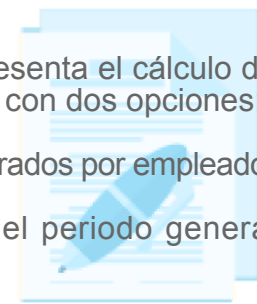 esenta el cálculo d
con dos opciones
rados por empleado
el periodo genera